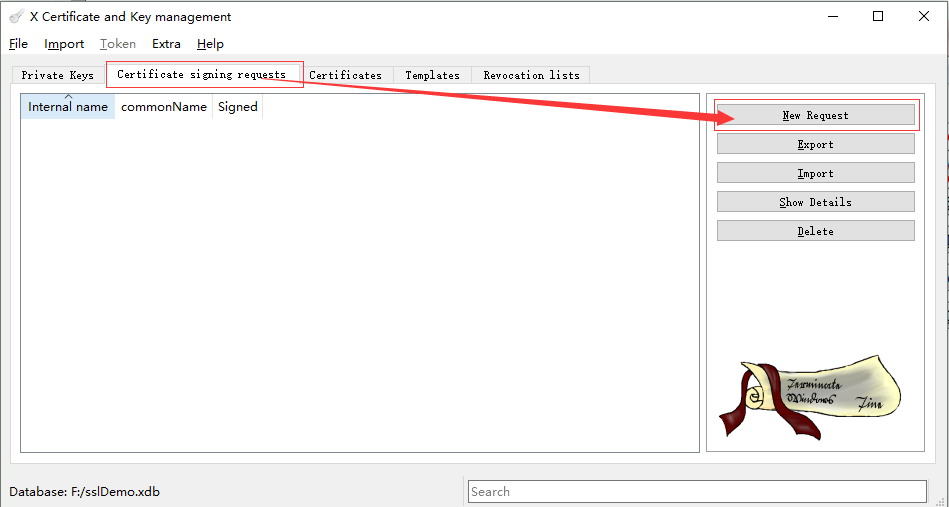 X Certificate and Key management
File Import Token Extra Help
Private Keys Certificate signing requests Certificates Templates Revocation lists
Internal name commonName Signed
New Request
Export
Import
Show Details
Delete
Database: F:/sslDemo.xdb
Search